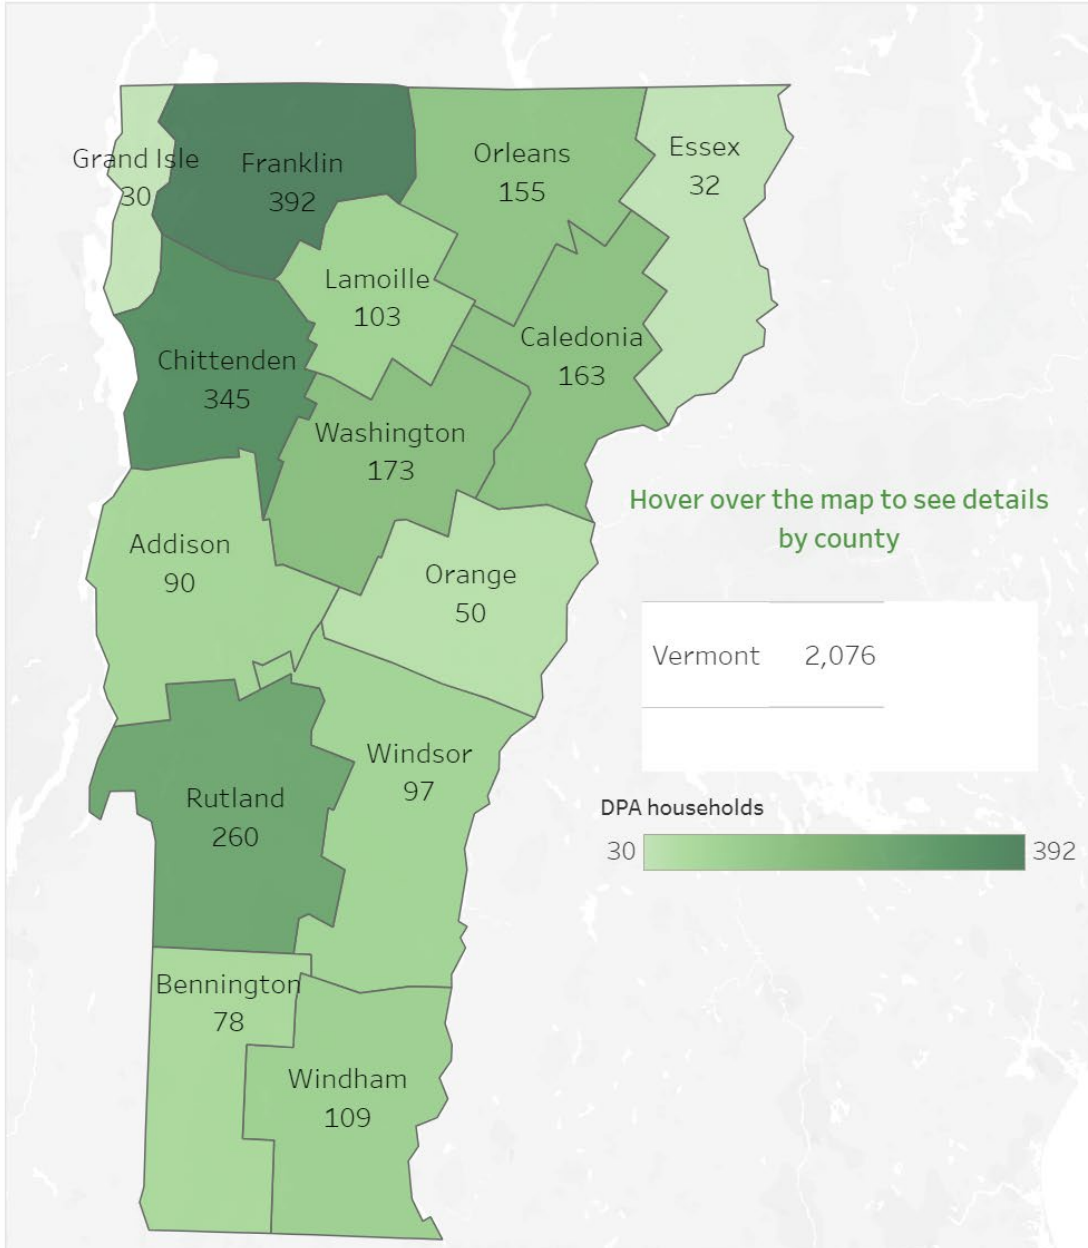 Grand Isle
30
Franklin
392
Orleans
155
Essex
32
Lamoille
103
Caledonia
163
Chittenden
345
Washington
173
Addison
90
Orange
50
Hover over the map to see details
by county
Vermont 2,076
Windsor
97
Rutland
260
DPA households
30 392
Bennington
78
Windham
109